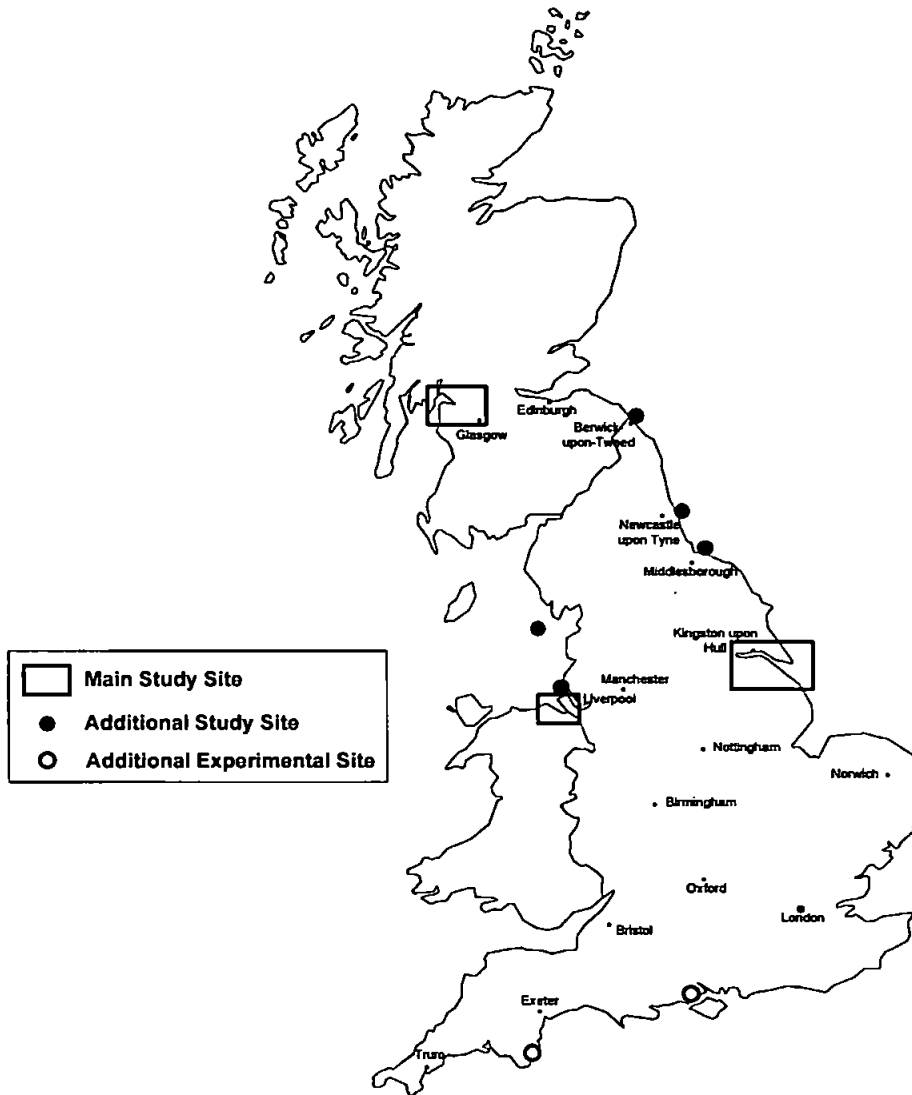 Edinburgh
Glasgow
Berwick-
upon-Tweed
Newcastle
upon Tyne
Middlesborough
Kingston upon
Hull
Main Study Site
Manchester
Liverpool
Additional Study Site
Additional Experimental Site
Nottingham
Norwich
Birmingham
Oxford
London
Bristol
Exeter
Truro